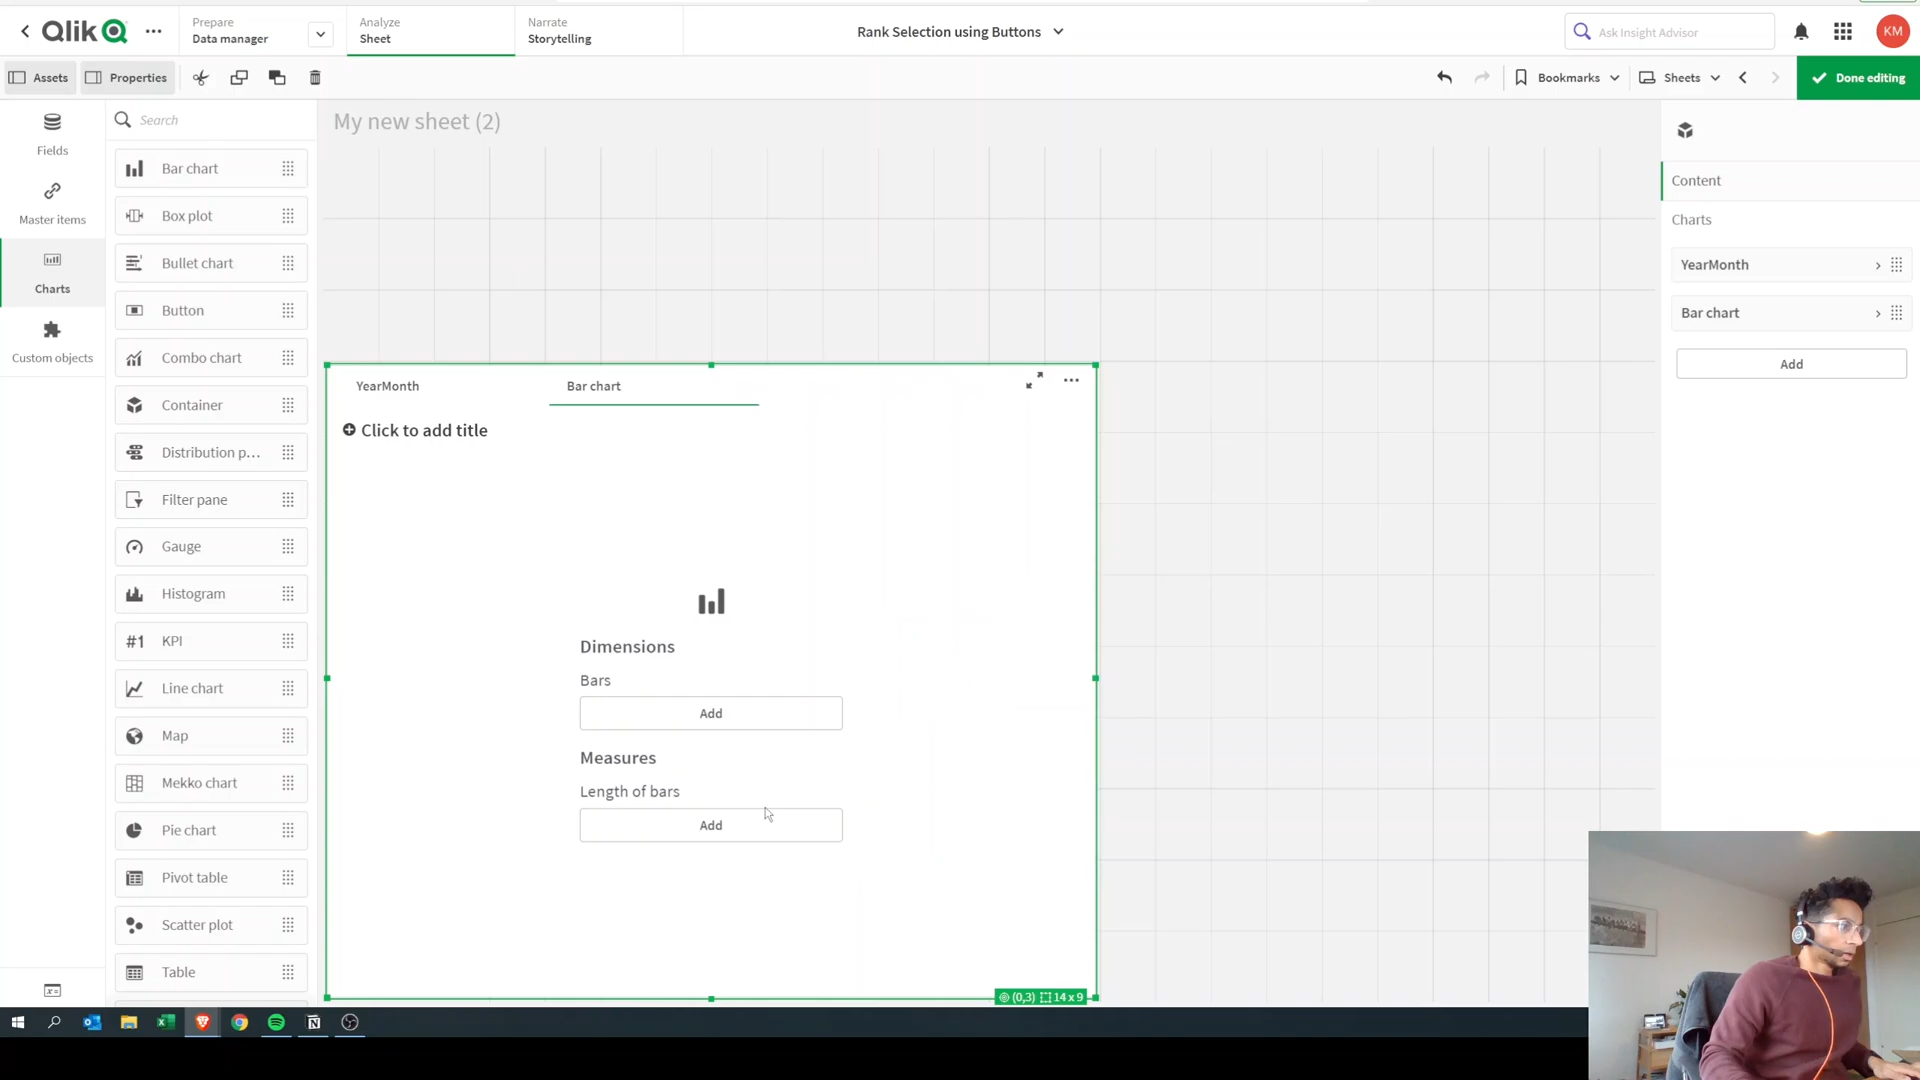 Qlik
Prepare
Data manager
Analyze
Sheet
Narrate
Storytelling
Rank Selection using Buttons
Ask Insight Advisor
KM
Assets
Properties
Bookmarks
Sheets
Done editing
Fields
Master items
Charts
Custom objects
Search
Bar chart
Box plot
Bullet chart
Button
Combo chart
Container
Distribution p...
Filter pane
Gauge
Histogram
#1 KPI
Line chart
Map
Mekko chart
Pie chart
Pivot table
Scatter plot
Table
My new sheet (2)
YearMonth
Bar chart
Click to add title
Dimensions
Bars
Add
Measures
Length of bars
Add
(0,3) 14 x 9
Content
Charts
YearMonth
Bar chart
Add